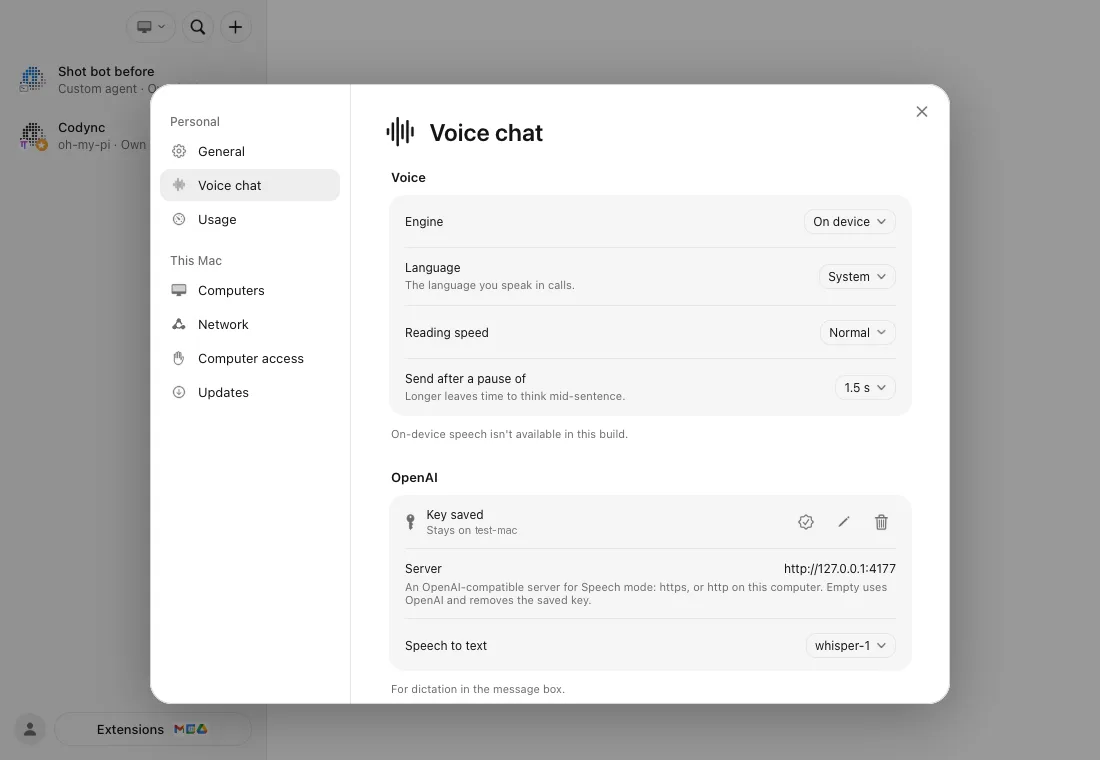 Shot bot before
Custom agent · O
Codync
oh-my-pi · Own
Extensions
Personal
General
Voice chat
Usage
This Mac
Computers
Network
Computer access
Updates
Voice chat
Voice
Engine
On device
Language
The language you speak in calls.
System
Reading speed
Normal
Send after a pause of
Longer leaves time to think mid-sentence.
1.5 s
On-device speech isn't available in this build.
OpenAI
Key saved
Stays on test-mac
Server
http://127.0.0.1:4177
An OpenAI-compatible server for Speech mode: https, or http on this computer. Empty uses
OpenAI and removes the saved key.
Speech to text
whisper-1
For dictation in the message box.